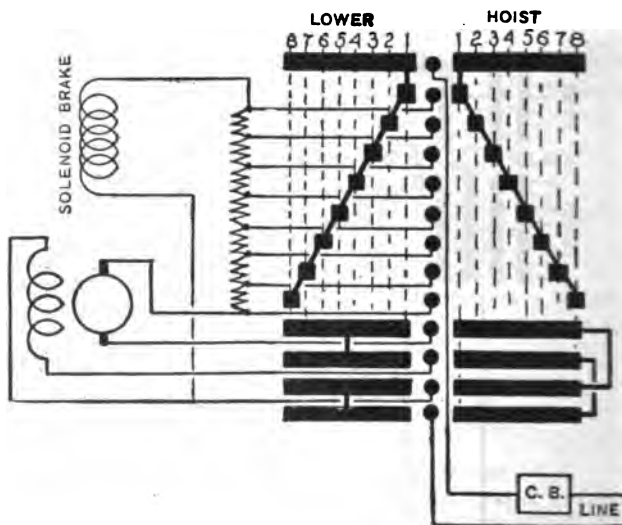 LOWER HOIST
8 7 6 5 4 3 2 1 1 2 3 4 5 6 7 8
SOLENOID BRAKE
C. B.
LINE